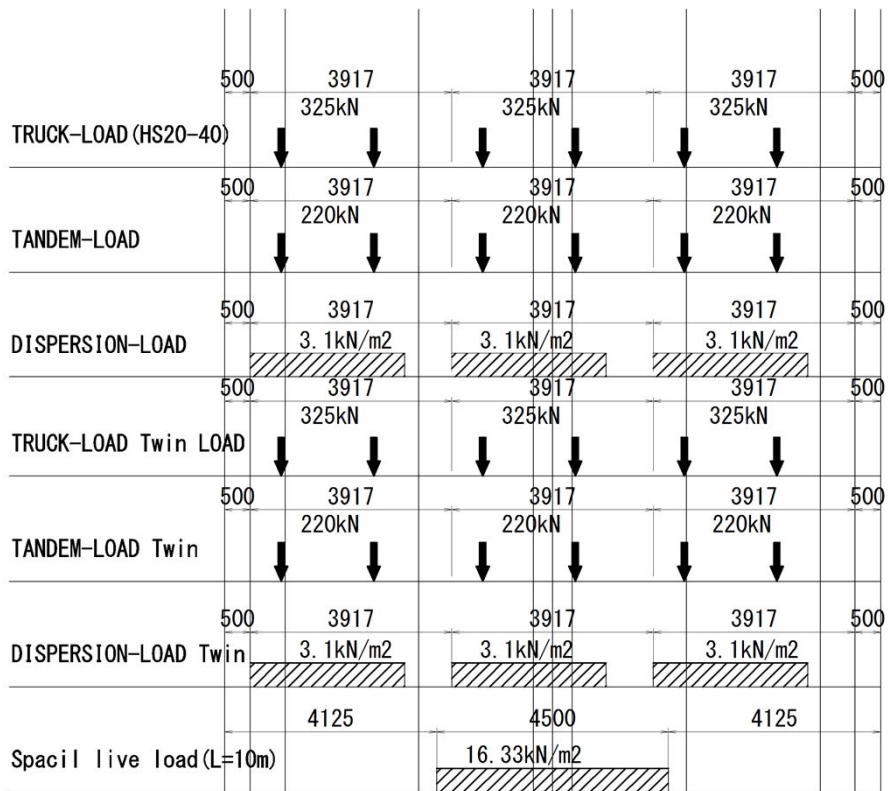 500 3917 3917 3917 500
325kN 325kN 325kN
TRUCK-LOAD(HS20-40)
500 3917 3917 3917 500
220kN 220kN 220kN
TANDEM-LOAD
500 3917 3917 3917 500
3.1kN/m2 3.1kN/m2 3.1kN/m2
DISPERSION-LOAD
500 3917 3917 3917 500
325kN 325kN 325kN
TRUCK-LOAD Twin LOAD
500 3917 3917 3917 500
220kN 220kN 220kN
TANDEM-LOAD Twin
500 3917 3917 3917 500
3.1kN/m2 3.1kN/m2 3.1kN/m2
DISPERSION-LOAD Twin
4125 4500 4125
Spacil live load(L=10m) 16.33kN/m2